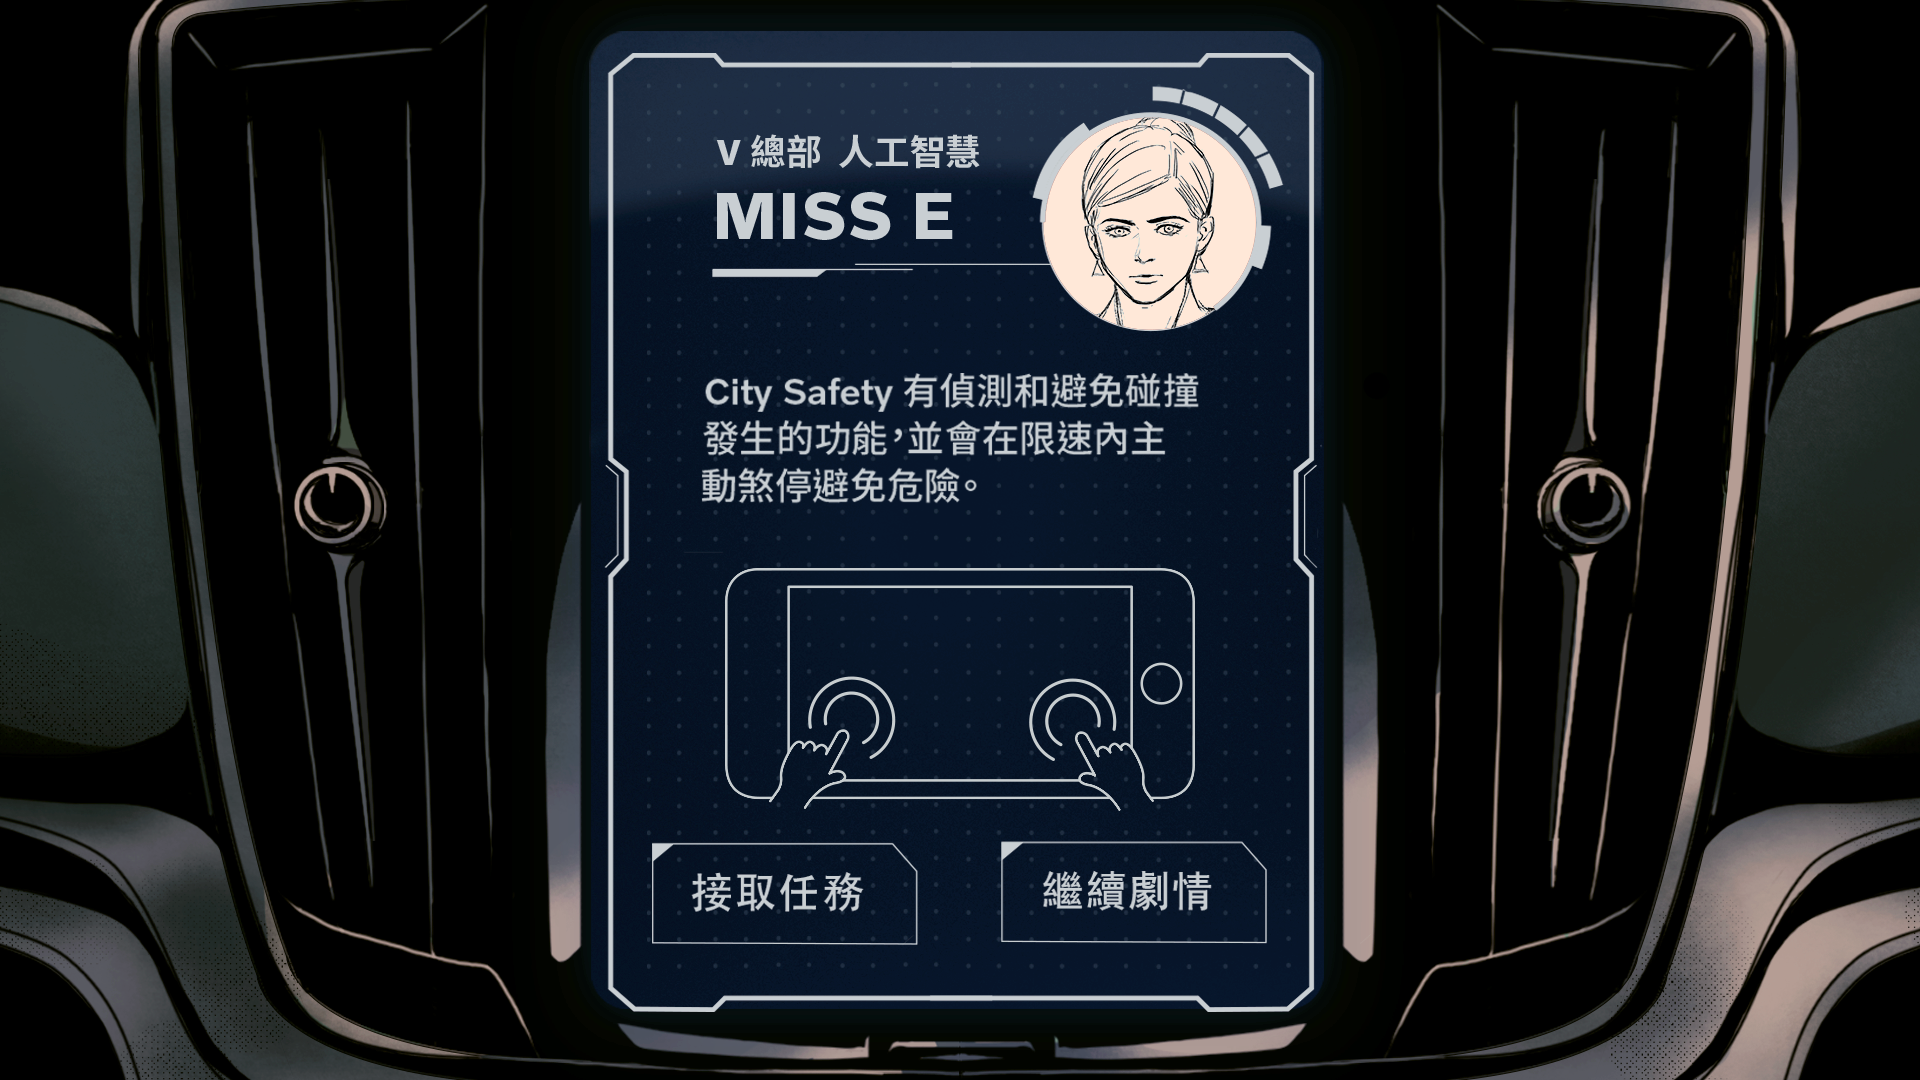 V 總部 人工智慧
MISS E
City Safety 有偵測和避免碰撞
發生的功能，並會在限速內主
動煞停避免危險。
接取任務
繼續劇情